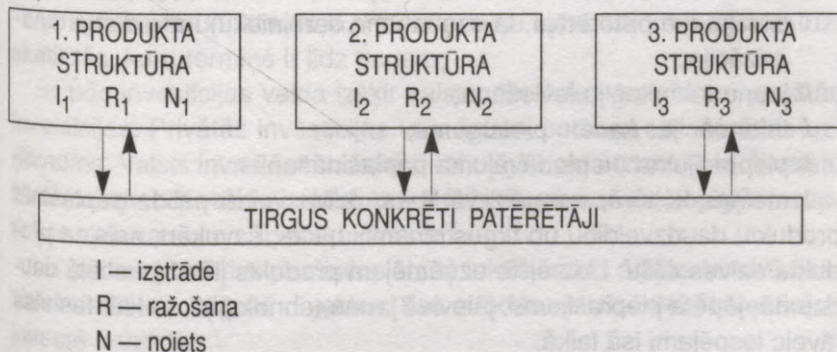 1. PRODUKTA STRUKTŪRA
I₁ R₁ N₁
2. PRODUKTA STRUKTŪRA
I₂ R₂ N₂
3. PRODUKTA STRUKTŪRA
I₃ R₃ N₃
TIRGUS KONKRĒTI PATĒRĒTĀJI
I – izstrāde
R – ražošana
N – noiets